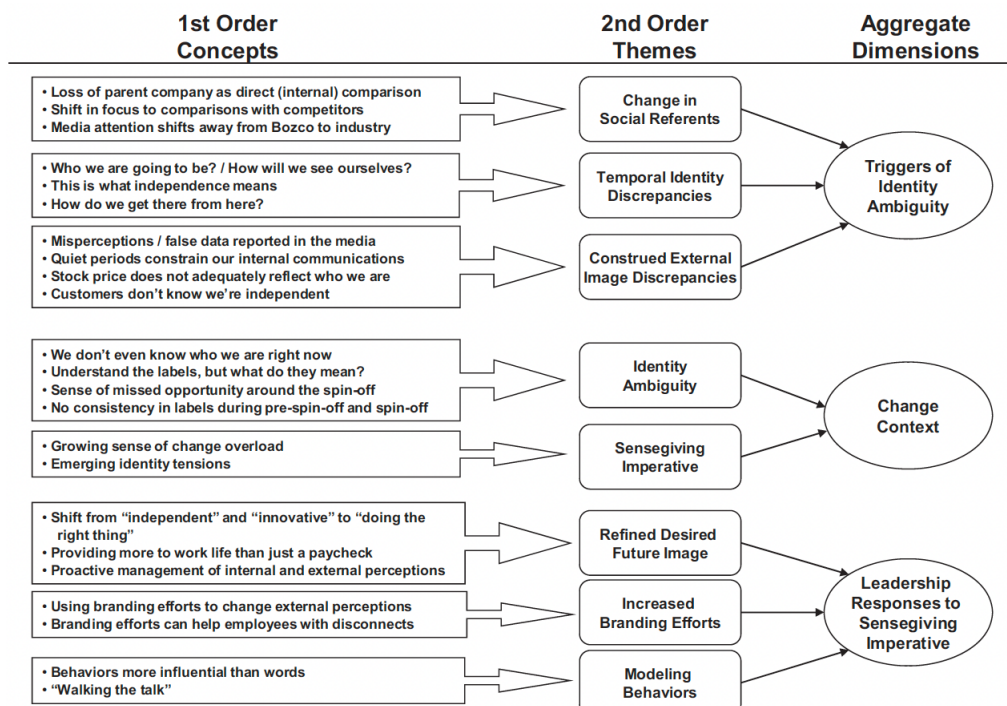 1st Order
Concepts
2nd Order
Themes
Aggregate
Dimensions
• Loss of parent company as direct (internal) comparison
• Shift in focus to comparisons with competitors
• Media attention shifts away from Bozco to industry
Change in
Social Referents
• Who we are going to be? / How will we see ourselves?
• This is what independence means
• How do we get there from here?
Temporal Identity
Discrepancies
Triggers of
Identity
Ambiguity
• Misperceptions / false data reported in the media
• Quiet periods constrain our internal communications
• Stock price does not adequately reflect who we are
• Customers don’t know we’re independent
Construed External
Image Discrepancies
• We don’t even know who we are right now
• Understand the labels, but what do they mean?
• Sense of missed opportunity around the spin-off
• No consistency in labels during pre-spin-off and spin-off
Identity
Ambiguity
Change
Context
• Growing sense of change overload
• Emerging identity tensions
Sensegiving
Imperative
• Shift from “independent” and “innovative” to “doing the
right thing”
• Providing more to work life than just a paycheck
• Proactive management of internal and external perceptions
Refined Desired
Future Image
• Using branding efforts to change external perceptions
• Branding efforts can help employees with disconnects
Increased
Branding Efforts
Leadership
Responses to
Sensegiving
Imperative
• Behaviors more influential than words
• “Walking the talk”
Modeling
Behaviors